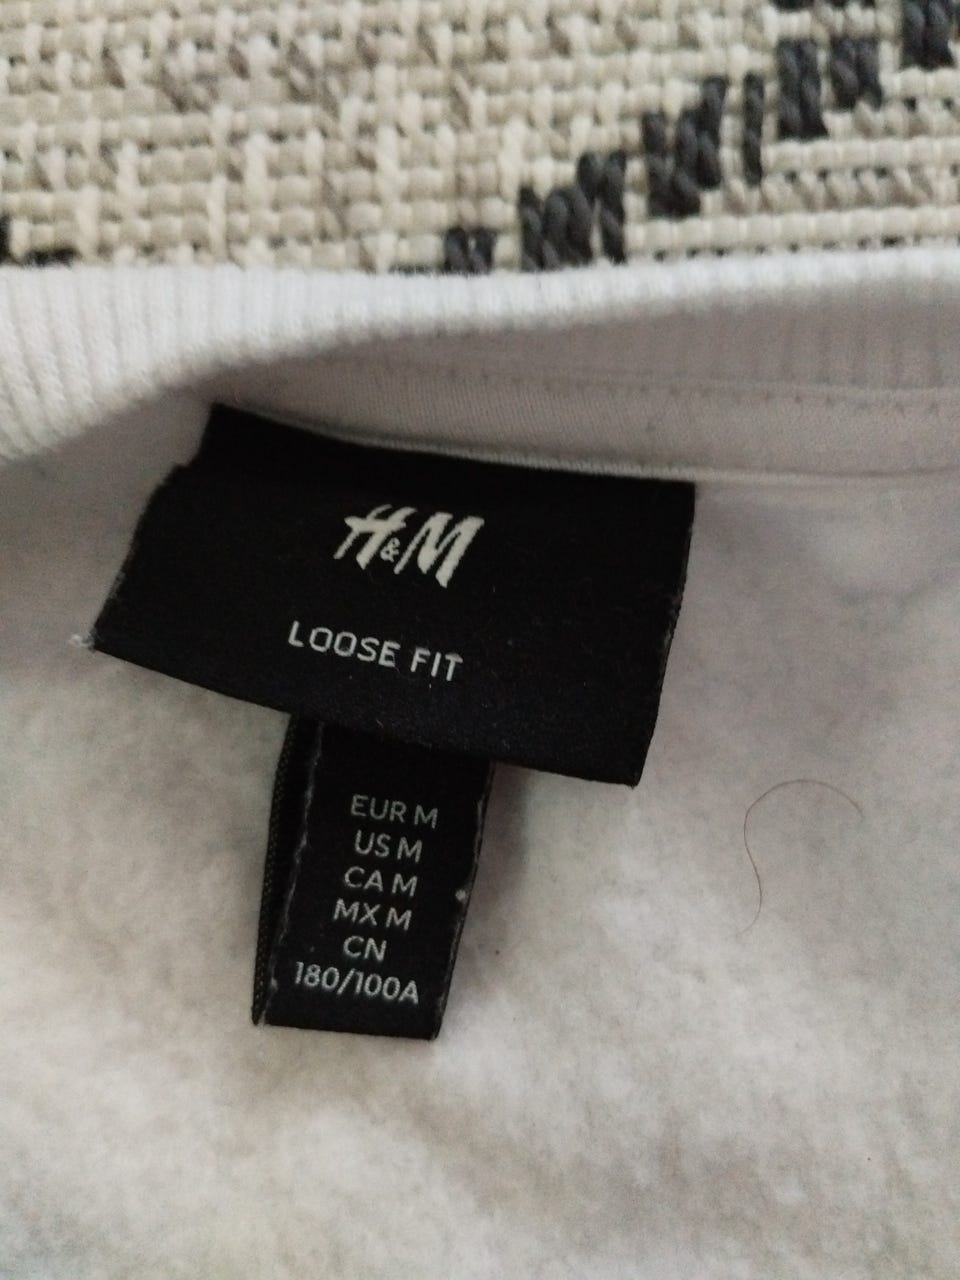 H&M
LOOSE FIT
EUR M
US M
CA M
MX M
CN
180/100A